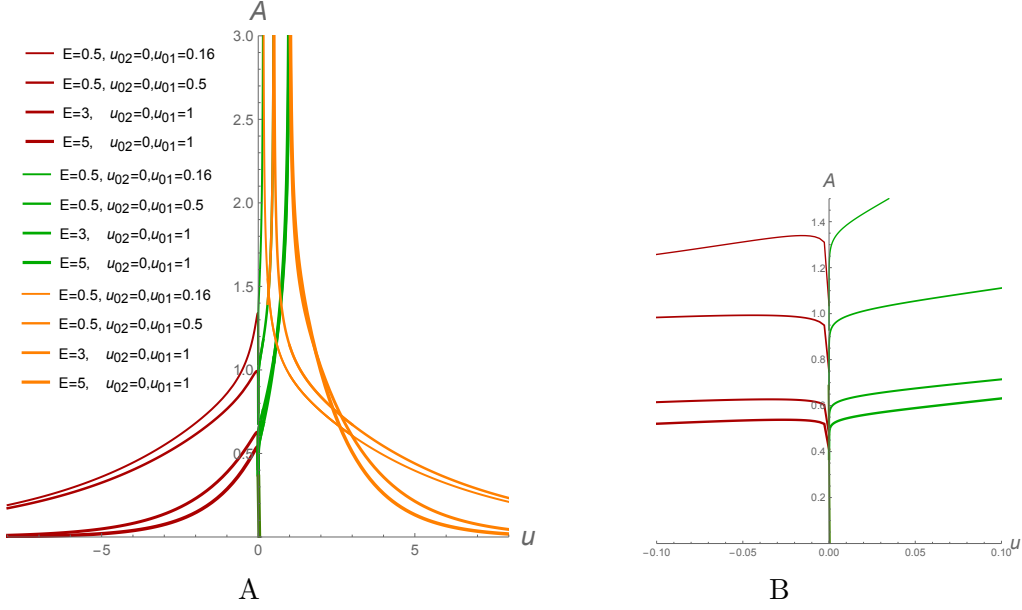 A
3.0
E=0.5, u02=0,u01=0.16
E=0.5, u02=0,u01=0.5
E=3, u02=0,u01=1
E=5, u02=0,u01=1
E=0.5, u02=0,u01=0.16
E=0.5, u02=0,u01=0.5
E=3, u02=0,u01=1
E=5, u02=0,u01=1
E=0.5, u02=0,u01=0.16
E=0.5, u02=0,u01=0.5
E=3, u02=0,u01=1
E=5, u02=0,u01=1
2.5
2.0
1.5
1.0
0.5
−5
0
5
u
A
A
1.4
1.2
1.0
0.8
0.6
0.4
0.2
−0.10
−0.05
0.00
0.05
0.10
u
B